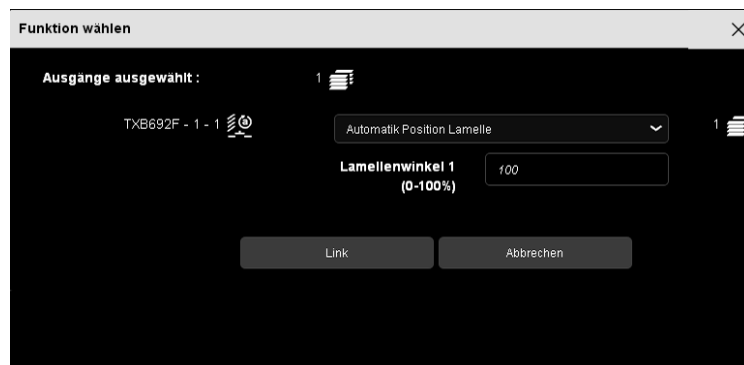 Funktion wählen
Ausgänge ausgewählt : 1
TXB692F - 1 - 1 Automatik Position Lamelle 1
Lamellenwinkel 1
(0-100%) 100
Link Abbrechen